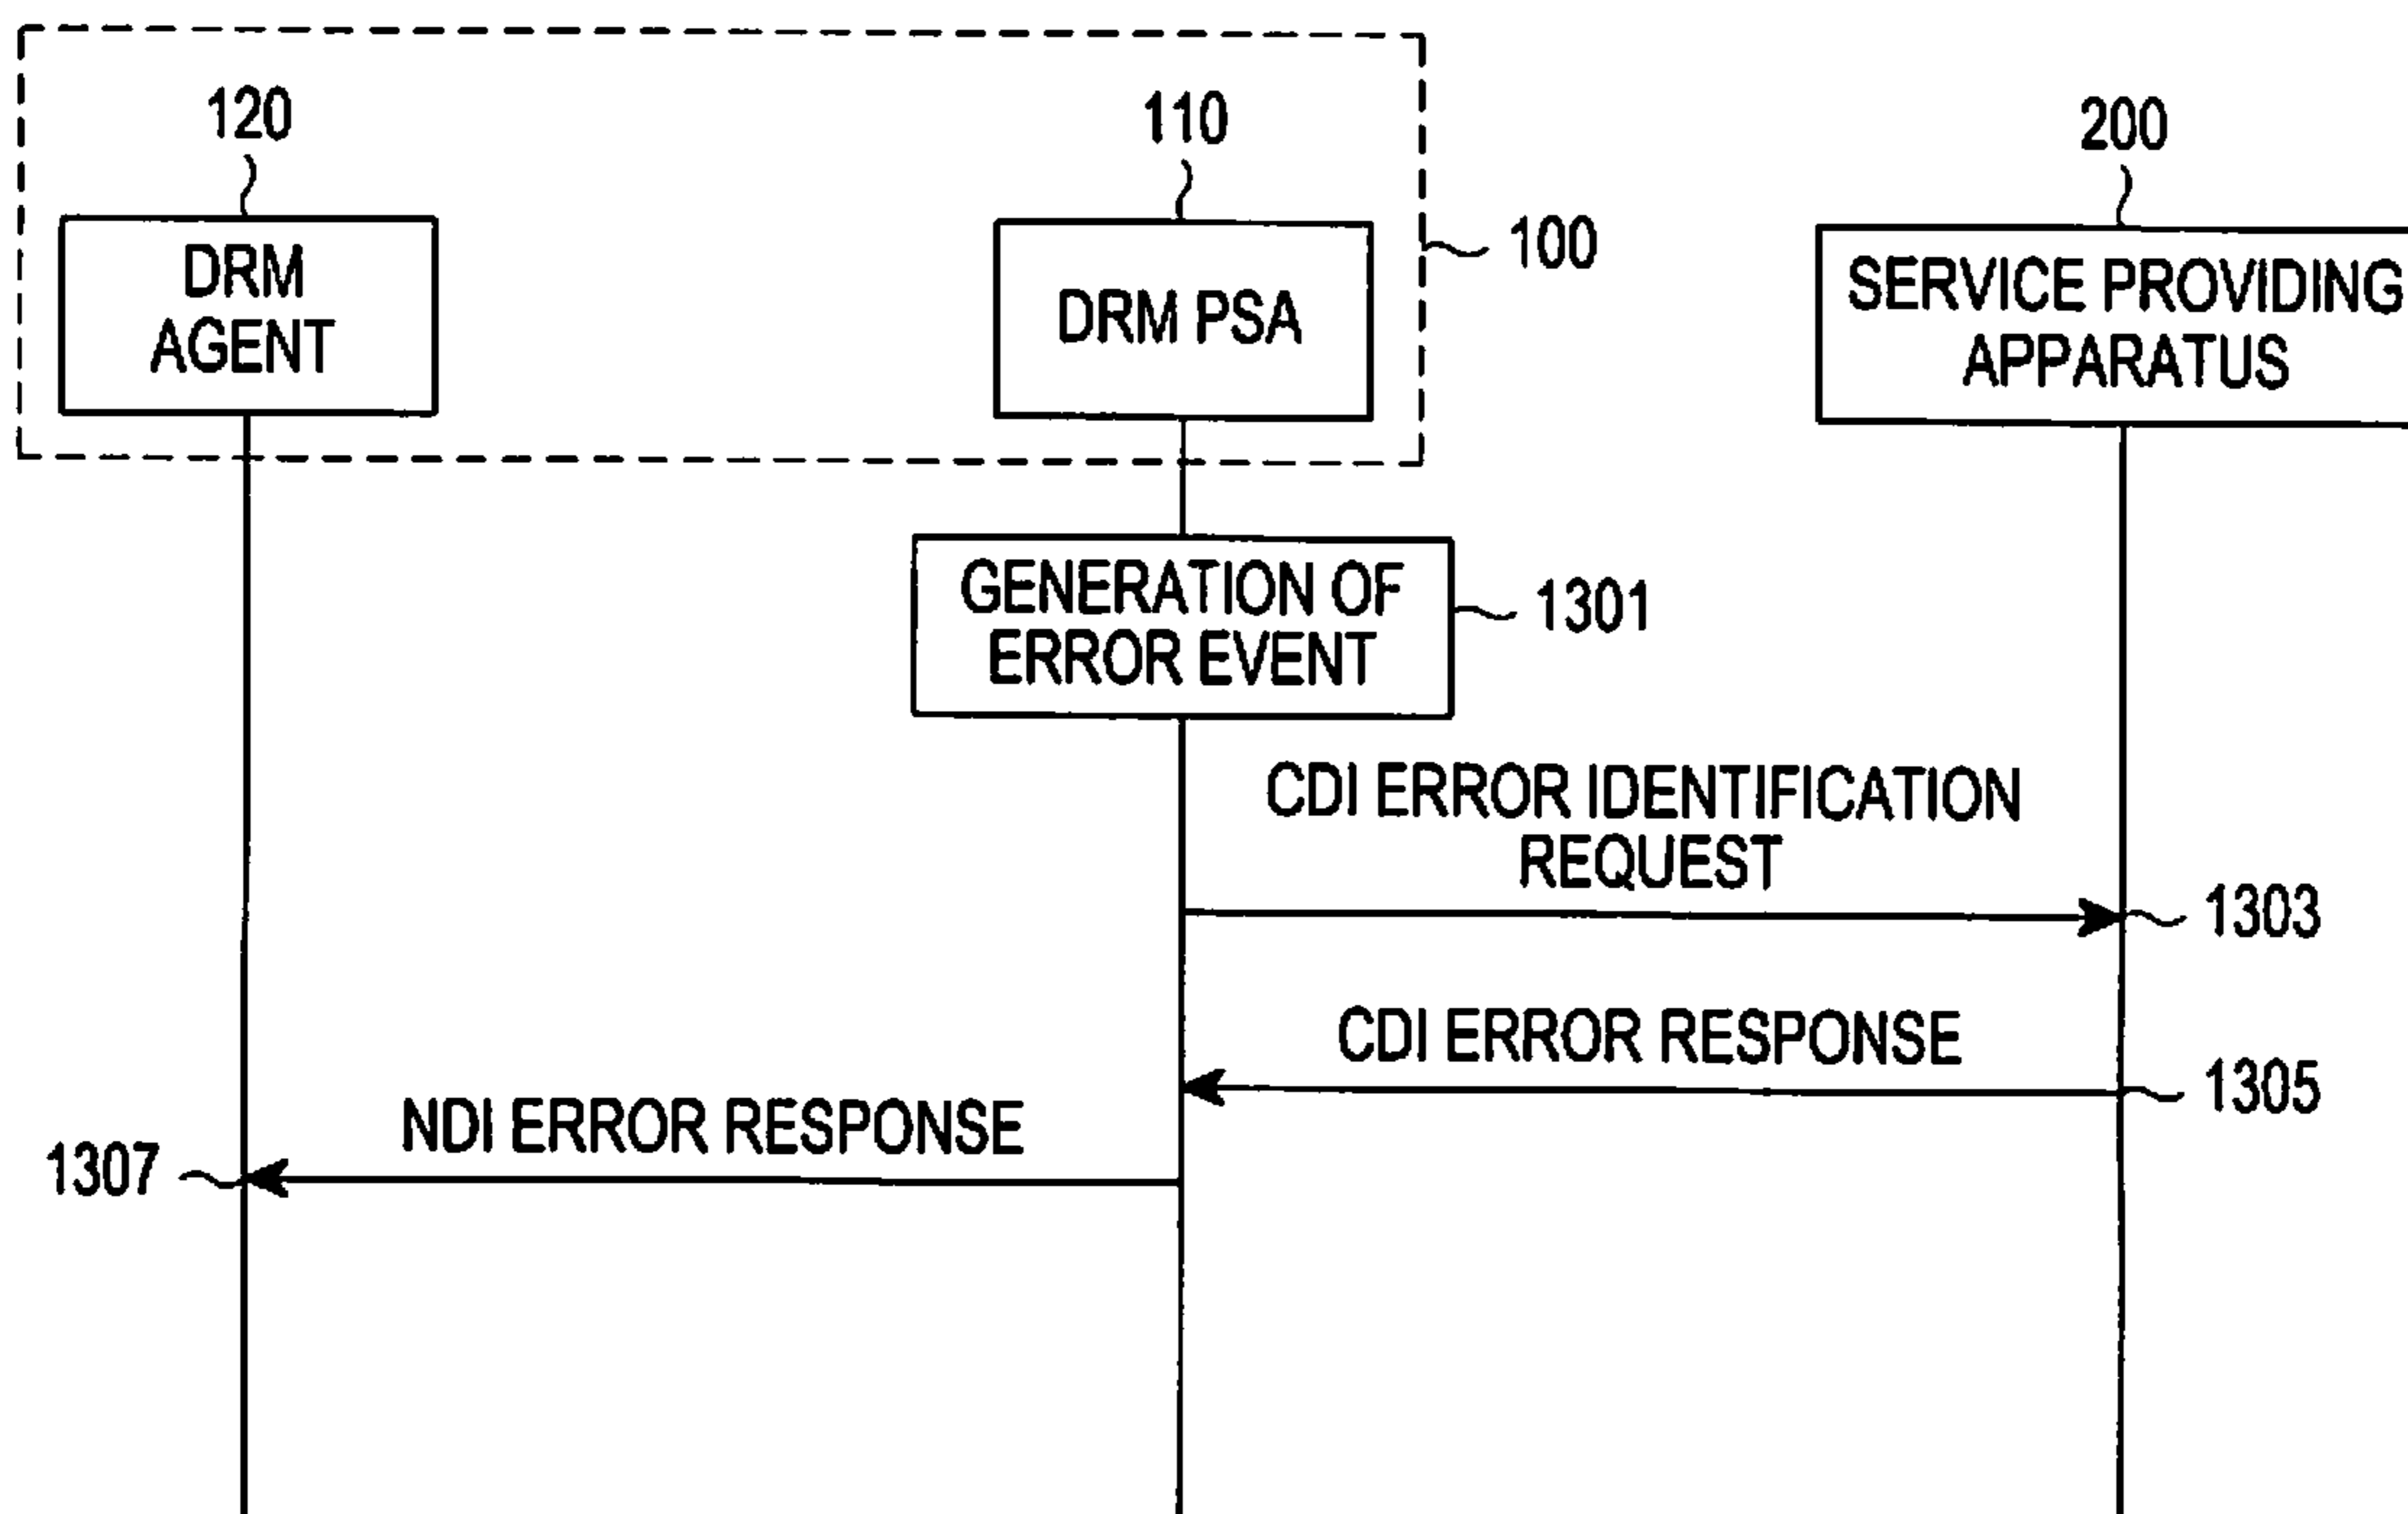 120
110
200
100
DRM
AGENT
DRM PSA
SERVICE PROVIDING
APPARATUS
GENERATION OF
ERROR EVENT
1301
CDI ERROR IDENTIFICATION
REQUEST
1303
CDI ERROR RESPONSE
1305
NDI ERROR RESPONSE
1307